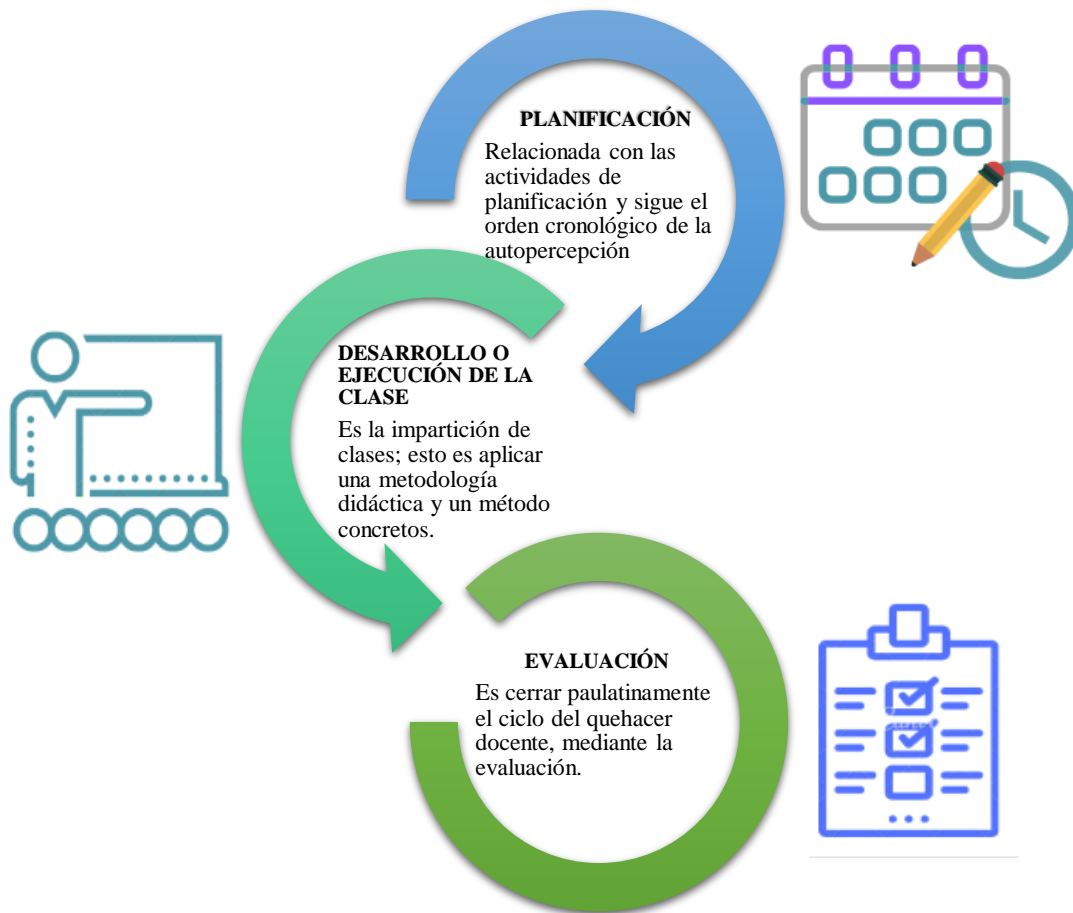 PLANIFICACIÓN
Relacionada con las
actividades de
planificación y sigue el
orden cronológico de la
autopercepción
DESARROLLO O
EJECUCIÓN DE LA
CLASE
Es la impartición de
clases; esto es aplicar
una metodología
didáctica y un método
concretos.
EVALUACIÓN
Es cerrar paulatinamente
el ciclo del quehacer
docente, mediante la
evaluación.